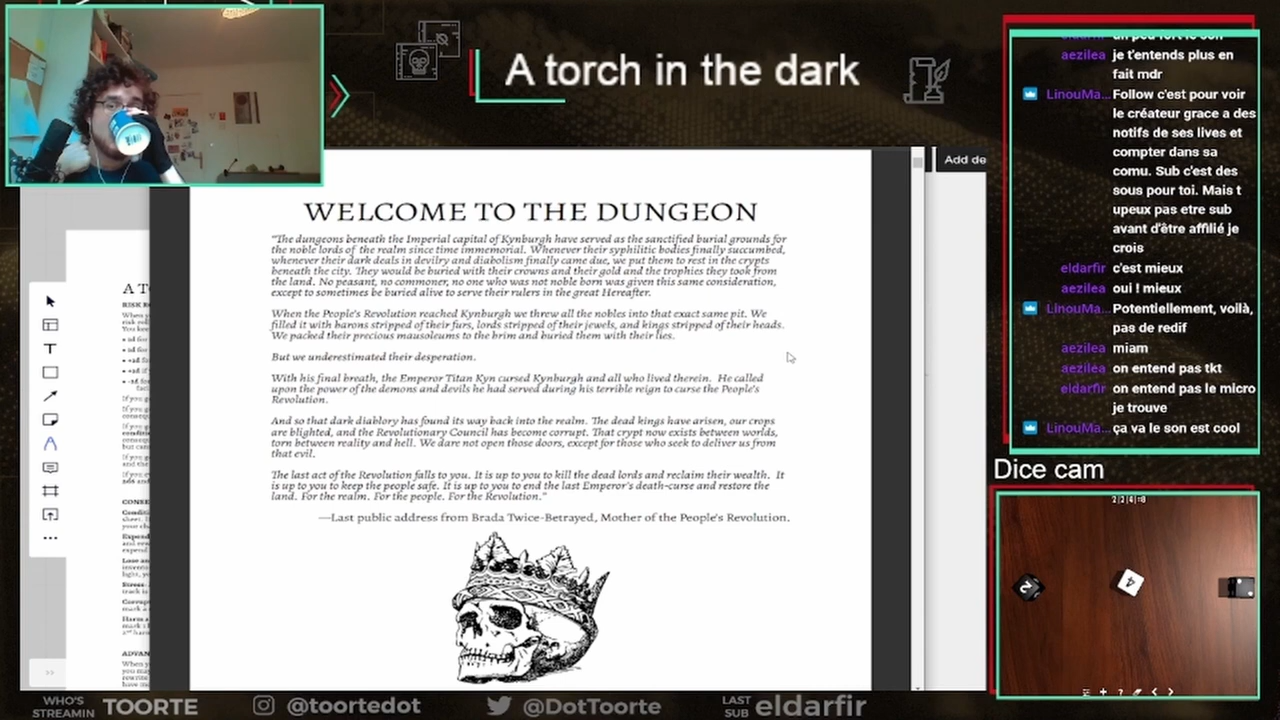 A torch in the dark
WELCOME TO THE DUNGEON
"The dungeons beneath the Imperial capital of Kynburgh have served as the sanctified burial grounds for
the noble lords of the realm since time immemorial. Whenever their syphilitic bodies finally succumbed,
whenever their dark deals in devilry and diabolism finally came due, we put them to rest in the crypts
beneath the city. They would be buried with their crowns and their gold and the trophies they took from
the land. No peasant, no commoner, no one who was not noble born was given this same consideration,
except to sometimes be buried alive to serve their rulers in the great Hereafter.
When the People's Revolution reached Kynburgh we threw all the nobles into that exact same pit. We
filled it with barons stripped of their furs, lords stripped of their jewels, and kings stripped of their heads.
We packed their precious mausoleums to the brim and buried them with their lies.
But we underestimated their desperation.
With his final breath, the Emperor Titan Kyn cursed Kynburgh and all who lived therein. He called
upon the power of the demons and devils he had served during his terrible reign to curse the People's
Revolution.
And so that dark diablory has found its way back into the realm. The dead kings have arisen, our crops
are blighted, and the Revolutionary Council has become corrupt. That crypt now exists between worlds,
torn between reality and hell. We dare not open those doors, except for those who seek to deliver us from
that evil.
The last act of the Revolution falls to you. It is up to you to kill the dead lords and reclaim their wealth. It
is up to you to keep the people safe. It is up to you to end the last Emperor's death-curse and restore the
land. For the realm. For the people. For the Revolution."
—Last public address from Brada Twice-Betrayed, Mother of the People's Revolution.
Add de
aezilea je t'entends plus en
fait mdr
LinouMa... Follow c'est pour voir
le créateur grace a des
notifs de ses lives et
compter dans sa
comu. Sub c'est des
sous pour toi. Mais t
upeux pas etre sub
avant d'être affilié je
crois
eldarfir c'est mieux
aezilea oui ! mieux
LinouMa... Potentiellement, voilà,
pas de redif
aezilea miam
aezilea on entend pas tkt
eldarfir on entend pas le micro
je trouve
LinouMa... ça va le son est cool
Dice cam
2
4
WHO'S
STREAMIN
TOORTE
@toortedot
@DotToorte
LAST
SUB
eldarfir